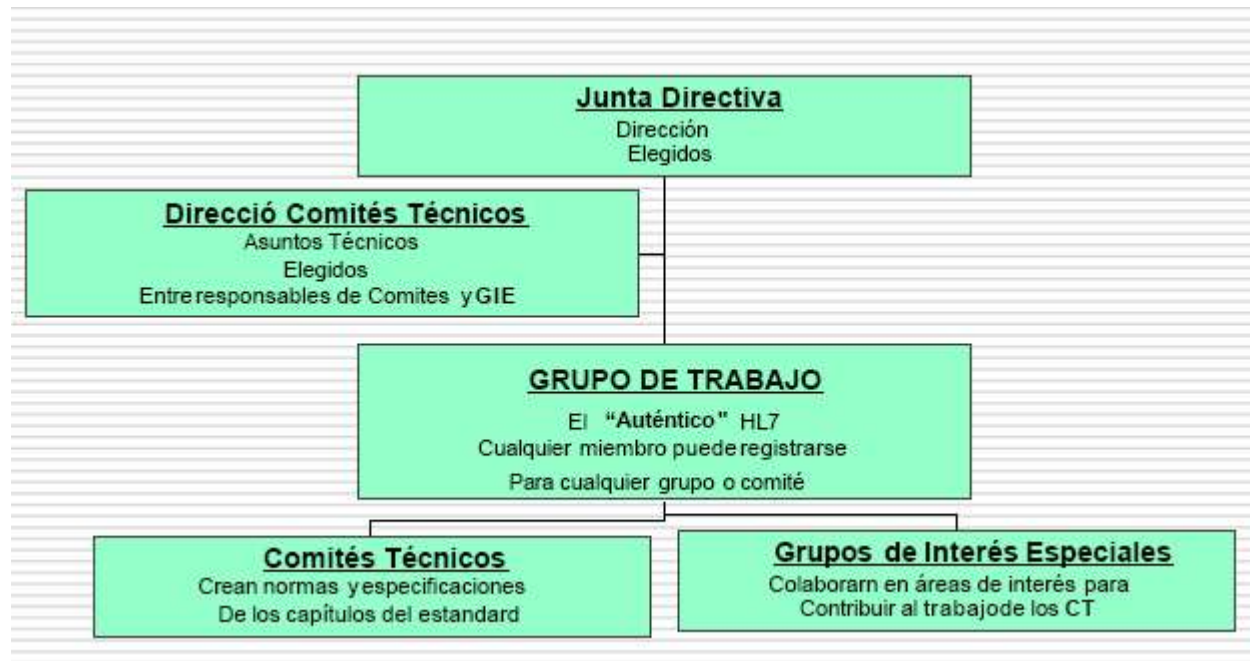 Junta Directiva
Dirección
Elegidos
Direcció Comités Técnicos
Asuntos Técnicos
Elegidos
Entre responsables de Comites y GIE
GRUPO DE TRABAJO
El “Auténtico” HL7
Cualquier miembro puede registrarse
Para cualquier grupo o comité
Comités Técnicos
Crean normas y especificaciones
De los capítulos del estandard
Grupos de Interés Especiales
Colaborarn en áreas de interés para
Contribuir al trabajo de los CT